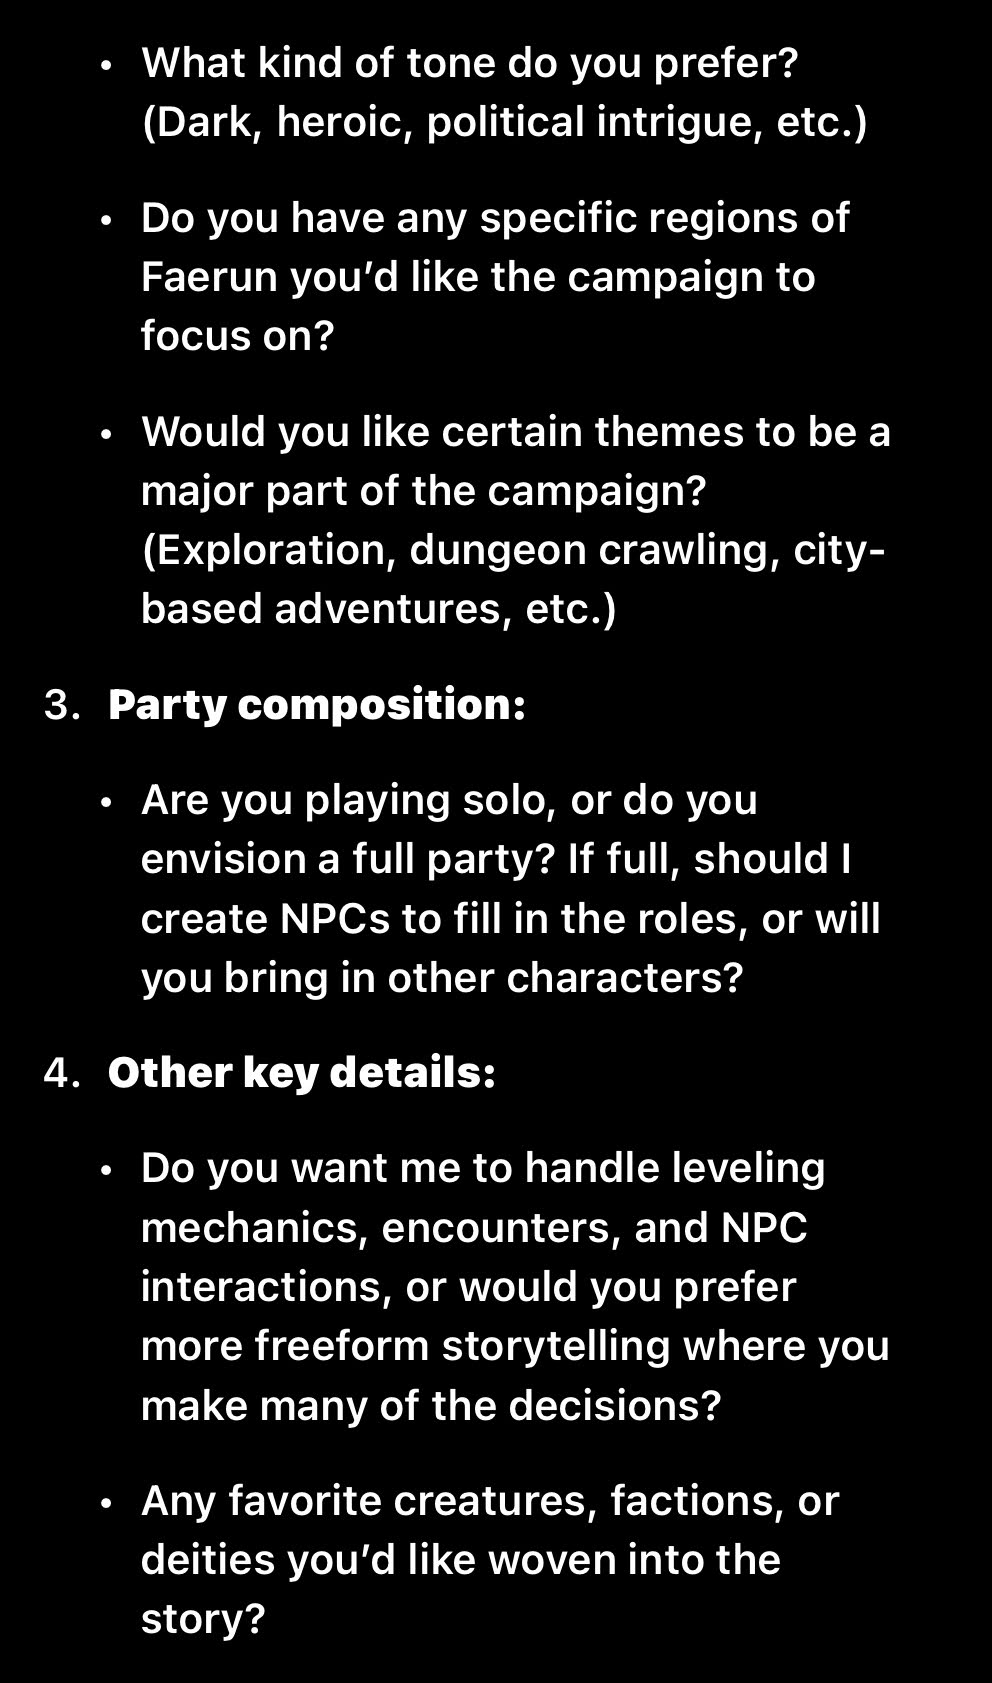 • What kind of tone do you prefer?
(Dark, heroic, political intrigue, etc.)
• Do you have any specific regions of
Faerun you’d like the campaign to
focus on?
• Would you like certain themes to be a
major part of the campaign?
(Exploration, dungeon crawling, city-
based adventures, etc.)
3. Party composition:
• Are you playing solo, or do you
envision a full party? If full, should I
create NPCs to fill in the roles, or will
you bring in other characters?
4. Other key details:
• Do you want me to handle leveling
mechanics, encounters, and NPC
interactions, or would you prefer
more freeform storytelling where you
make many of the decisions?
• Any favorite creatures, factions, or
deities you’d like woven into the
story?